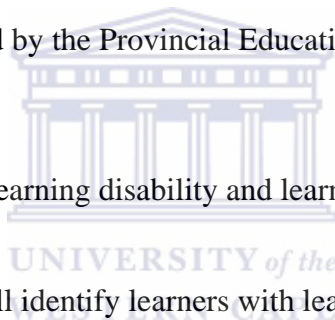 d by the Provincial Educati
earning disability and learn
UNIVERSITY of the
ll identify learners with lea
WESTERN CAPE